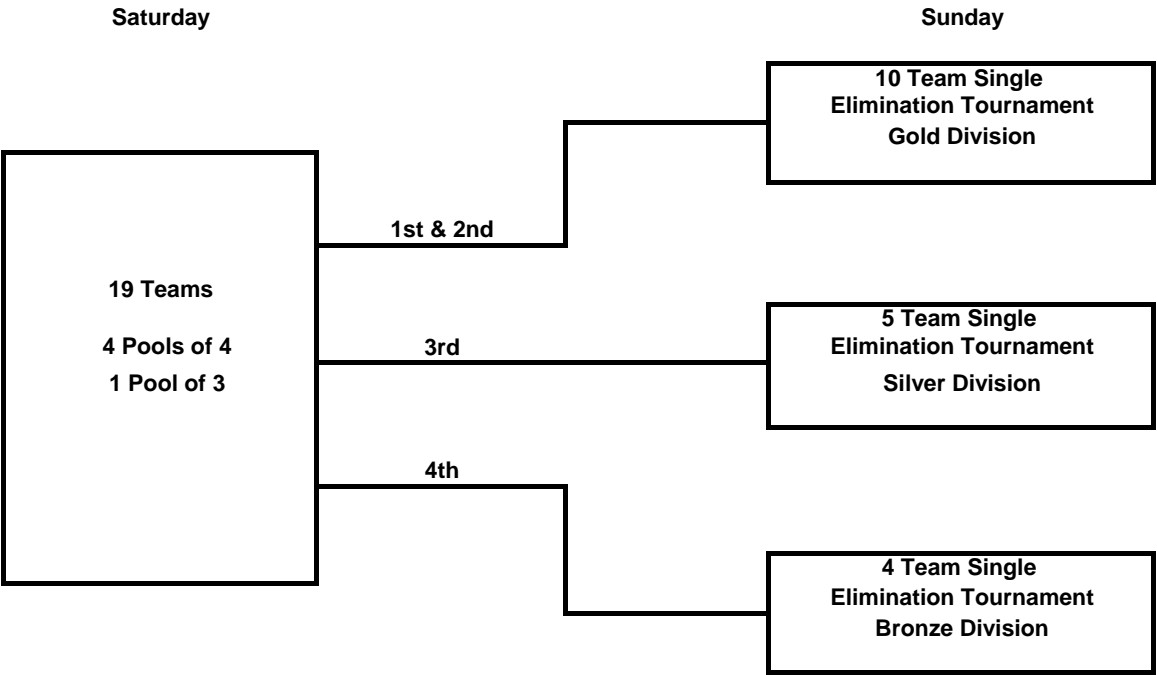 Saturday
Sunday
10 Team Single
Elimination Tournament
Gold Division
1st & 2nd
19 Teams
4 Pools of 4
1 Pool of 3
3rd
5 Team Single
Elimination Tournament
Silver Division
4th
4 Team Single
Elimination Tournament
Bronze Division